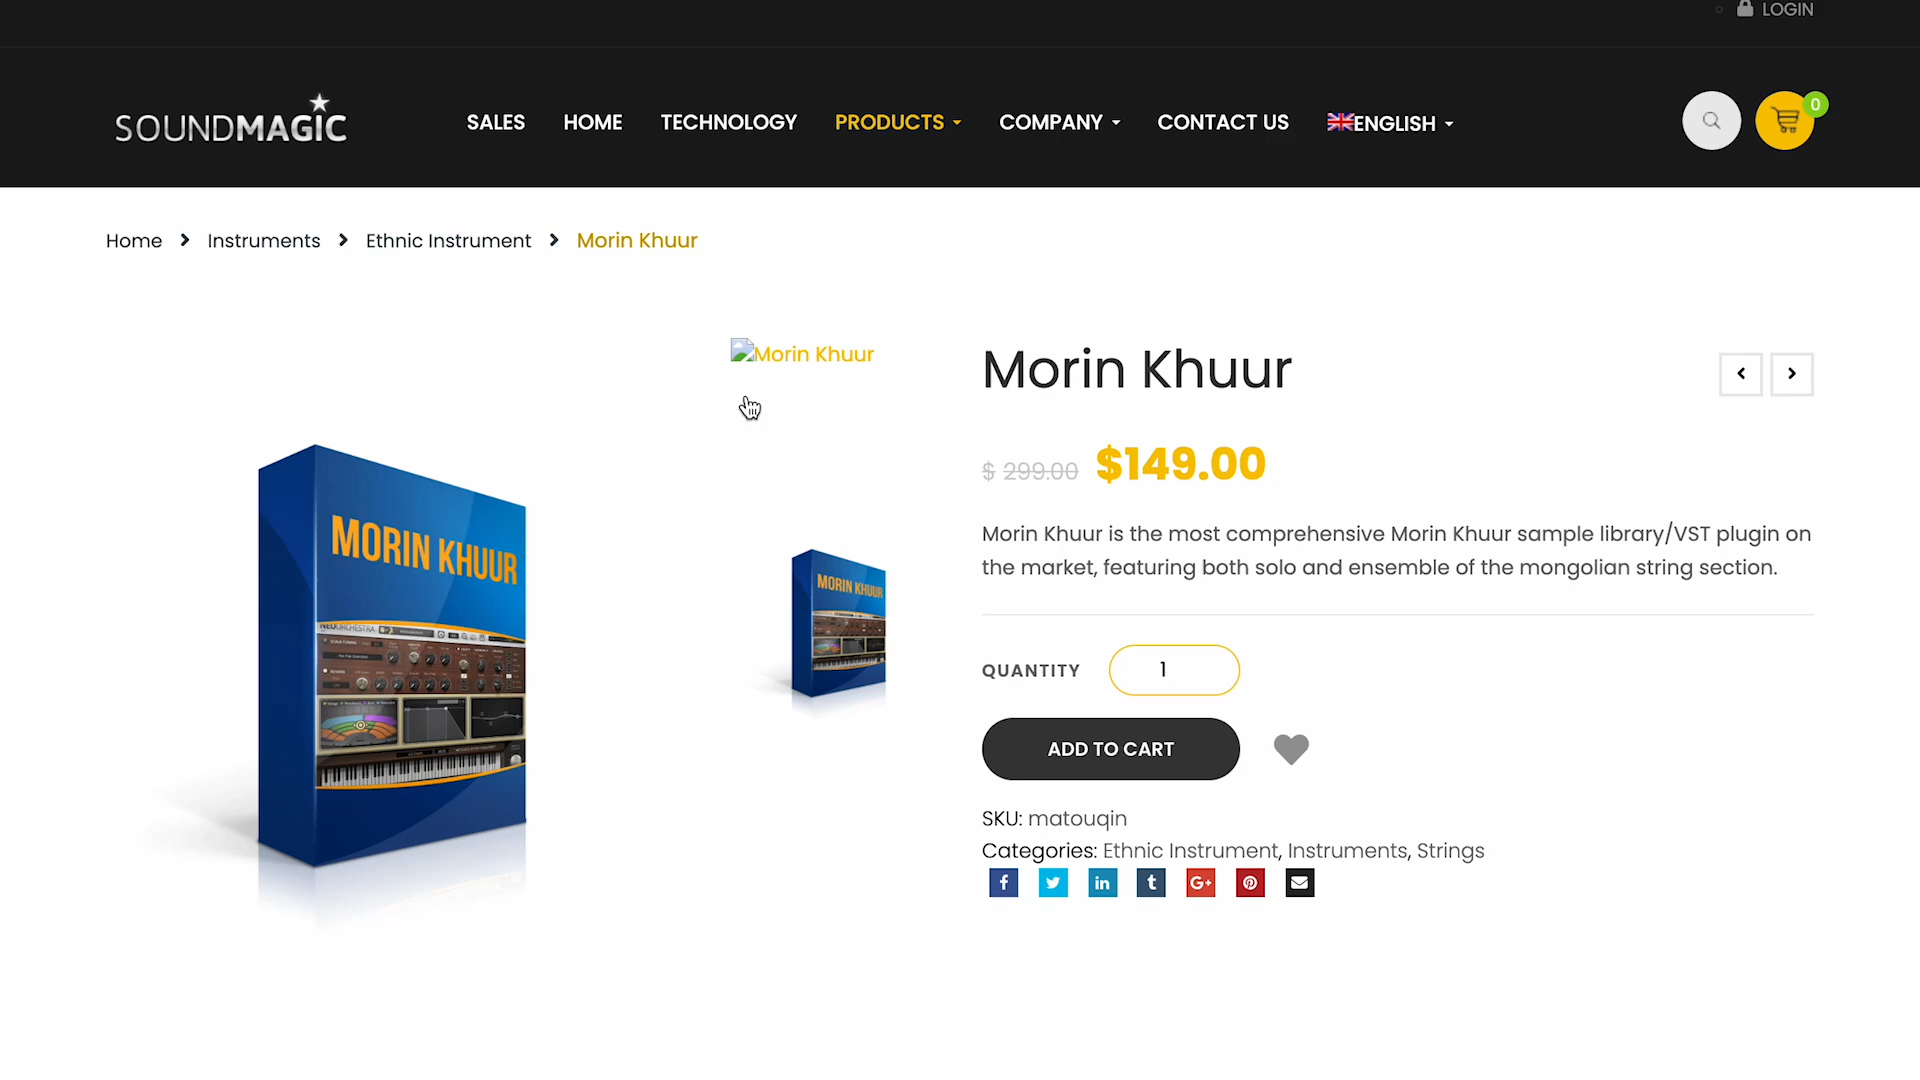 LOGIN
SOUNDMAGIC
SALES
HOME
TECHNOLOGY
PRODUCTS
COMPANY
CONTACT US
ENGLISH
0
Home
Instruments
Ethnic Instrument
Morin Khuur
Morin Khuur
MORIN KHUUR
MORIN KHUUR
Morin Khuur
$ 299.00 $149.00
Morin Khuur is the most comprehensive Morin Khuur sample library/VST plugin on
the market, featuring both solo and ensemble of the mongolian string section.
QUANTITY
1
ADD TO CART
SKU: matouqin
Categories: Ethnic Instrument, Instruments, Strings